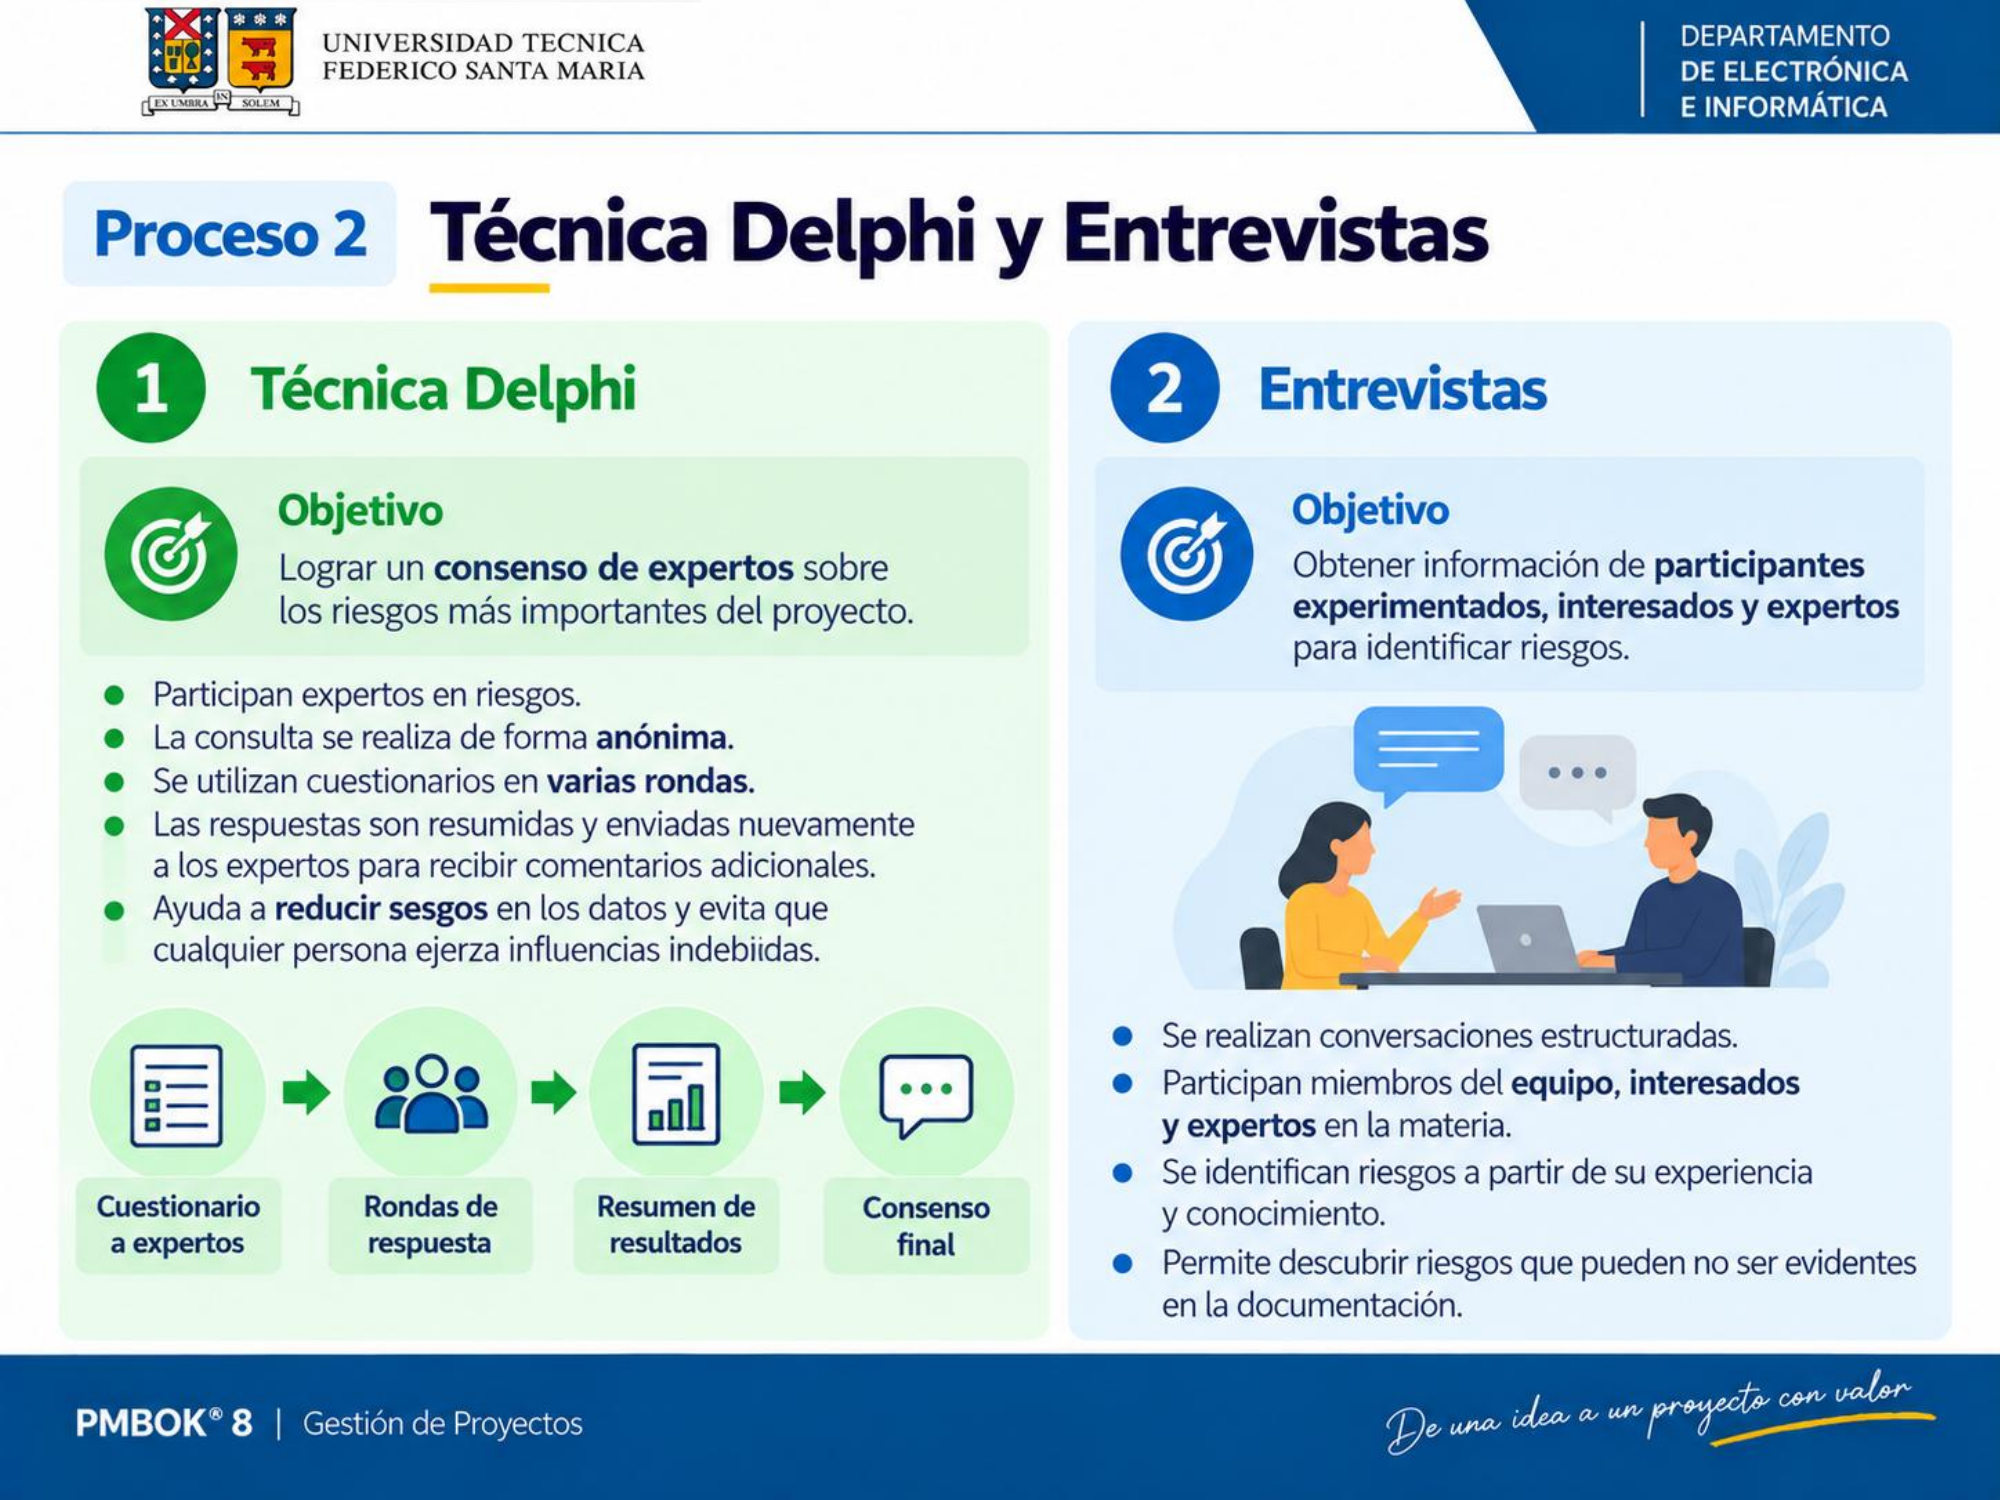 EX UMBRA IN SOLEM
UNIVERSIDAD TECNICA
FEDERICO SANTA MARIA
DEPARTAMENTO
DE ELECTRÓNICA
E INFORMÁTICA
Proceso 2
Técnica Delphi y Entrevistas
1
Técnica Delphi
Objetivo
Lograr un consenso de expertos sobre
los riesgos más importantes del proyecto.
Participan expertos en riesgos.
La consulta se realiza de forma anónima.
Se utilizan cuestionarios en varias rondas.
Las respuestas son resumidas y enviadas nuevamente
a los expertos para recibir comentarios adicionales.
Ayuda a reducir sesgos en los datos y evita que
cualquier persona ejerza influencias indebiidas.
Cuestionario
a expertos
Rondas de
respuesta
Resumen de
resultados
Consenso
final
2
Entrevistas
Objetivo
Obtener información de participantes
experimentados, interesados y expertos
para identificar riesgos.
Se realizan conversaciones estructuradas.
Participan miembros del equipo, interesados
y expertos en la materia.
Se identifican riesgos a partir de su experiencia
y conocimiento.
Permite descubrir riesgos que pueden no ser evidentes
en la documentación.
PMBOK® 8 | Gestión de Proyectos
De una idea a un proyecto con valor